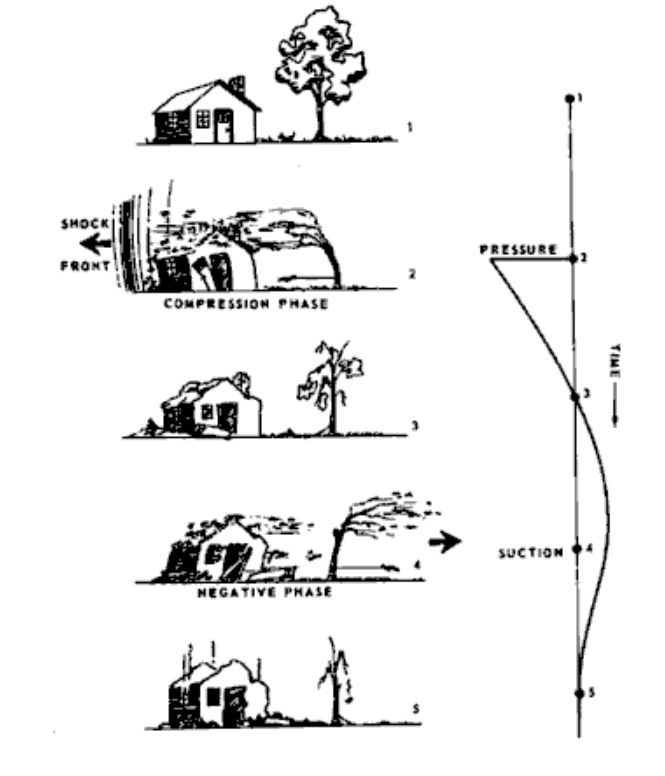 1
SHOCK
FRONT
2
COMPRESSION PHASE
3
4
NEGATIVE PHASE
5
1
PRESSURE 2
3
TIME
SUCTION 4
5